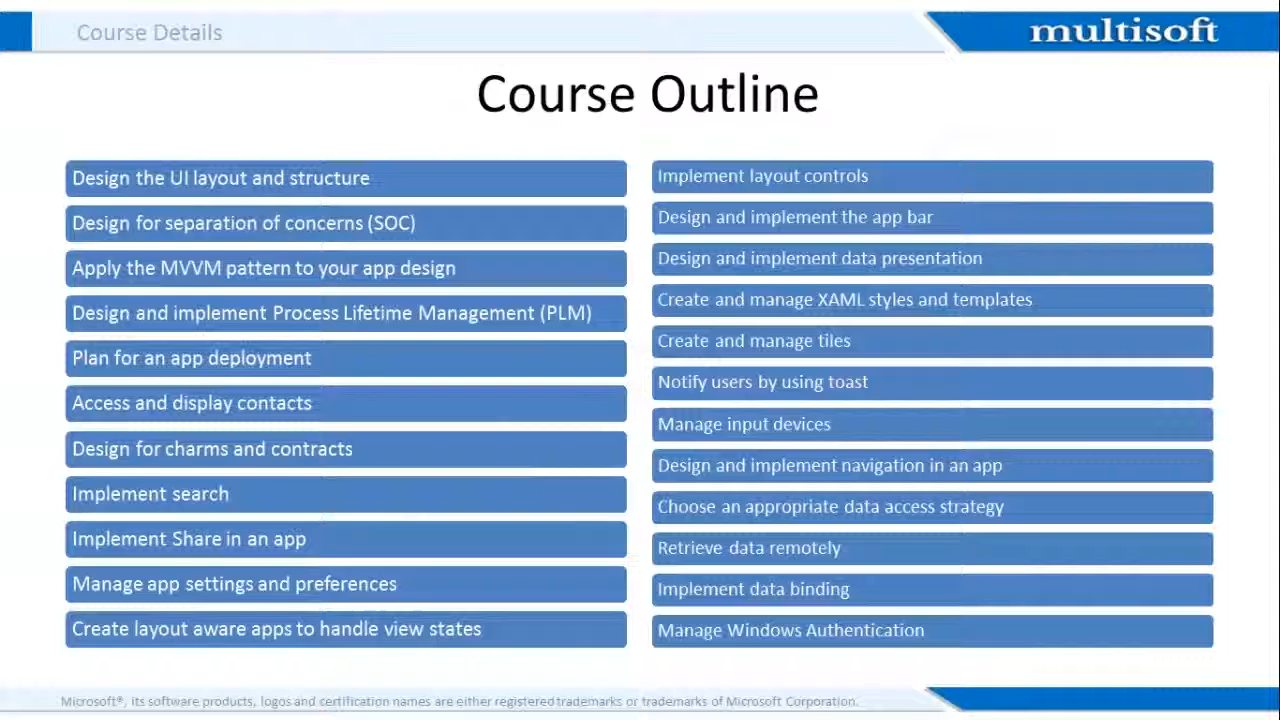 Course Details
multisoft
Course Outline
Design the UI layout and structure
Design for separation of concerns (SOC)
Apply the MVVM pattern to your app design
Design and implement Process Lifetime Management (PLM)
Plan for an app deployment
Access and display contacts
Design for charms and contracts
Implement search
Implement Share in an app
Manage app settings and preferences
Create layout aware apps to handle view states
Implement layout controls
Design and implement the app bar
Design and implement data presentation
Create and manage XAML styles and templates
Create and manage tiles
Notify users by using toast
Manage input devices
Design and implement navigation in an app
Choose an appropriate data access strategy
Retrieve data remotely
Implement data binding
Manage Windows Authentication
Microsoft®, its software products, logos and certification names are either registered trademarks or trademarks of Microsoft Corporation.